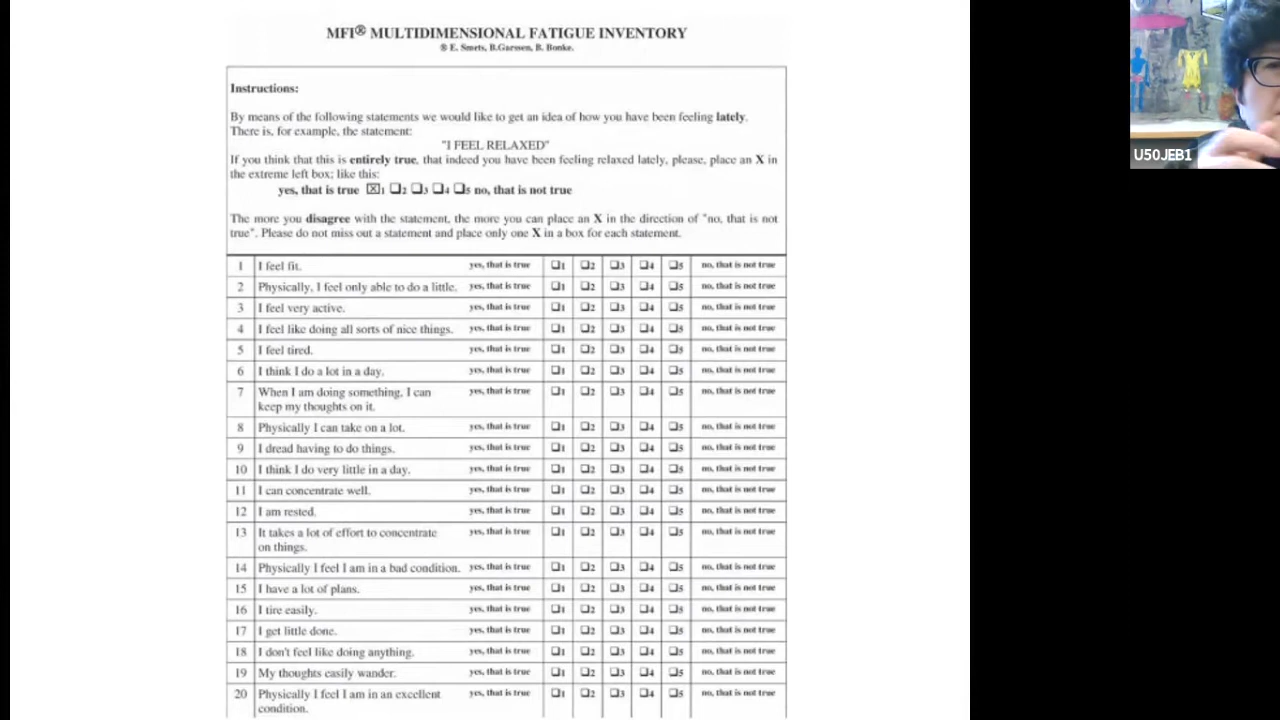 MFI® MULTIDIMENSIONAL FATIGUE INVENTORY
® E. Smets, B.Garssen, B. Bonke.
Instructions:
By means of the following statements we would like to get an idea of how you have been feeling lately.
There is, for example, the statement:
"I FEEL RELAXED"
If you think that this is entirely true, that indeed you have been feeling relaxed lately, please, place an X in
the extreme left box; like this:
yes, that is true ☒1 ❑2 ❑3 ❑4 ❑5 no, that is not true
The more you disagree with the statement, the more you can place an X in the direction of "no, that is not
true". Please do not miss out a statement and place only one X in a box for each statement.
1 I feel fit. yes, that is true ❑1 ❑2 ❑3 ❑4 ❑5 no, that is not true
2 Physically, I feel only able to do a little. yes, that is true ❑1 ❑2 ❑3 ❑4 ❑5 no, that is not true
3 I feel very active. yes, that is true ❑1 ❑2 ❑3 ❑4 ❑5 no, that is not true
4 I feel like doing all sorts of nice things. yes, that is true ❑1 ❑2 ❑3 ❑4 ❑5 no, that is not true
5 I feel tired. yes, that is true ❑1 ❑2 ❑3 ❑4 ❑5 no, that is not true
6 I think I do a lot in a day. yes, that is true ❑1 ❑2 ❑3 ❑4 ❑5 no, that is not true
7 When I am doing something, I can yes, that is true ❑1 ❑2 ❑3 ❑4 ❑5 no, that is not true
keep my thoughts on it.
8 Physically I can take on a lot. yes, that is true ❑1 ❑2 ❑3 ❑4 ❑5 no, that is not true
9 I dread having to do things. yes, that is true ❑1 ❑2 ❑3 ❑4 ❑5 no, that is not true
10 I think I do very little in a day. yes, that is true ❑1 ❑2 ❑3 ❑4 ❑5 no, that is not true
11 I can concentrate well. yes, that is true ❑1 ❑2 ❑3 ❑4 ❑5 no, that is not true
12 I am rested. yes, that is true ❑1 ❑2 ❑3 ❑4 ❑5 no, that is not true
13 It takes a lot of effort to concentrate yes, that is true ❑1 ❑2 ❑3 ❑4 ❑5 no, that is not true
on things.
14 Physically I feel I am in a bad condition. yes, that is true ❑1 ❑2 ❑3 ❑4 ❑5 no, that is not true
15 I have a lot of plans. yes, that is true ❑1 ❑2 ❑3 ❑4 ❑5 no, that is not true
16 I tire easily. yes, that is true ❑1 ❑2 ❑3 ❑4 ❑5 no, that is not true
17 I get little done. yes, that is true ❑1 ❑2 ❑3 ❑4 ❑5 no, that is not true
18 I don't feel like doing anything. yes, that is true ❑1 ❑2 ❑3 ❑4 ❑5 no, that is not true
19 My thoughts easily wander. yes, that is true ❑1 ❑2 ❑3 ❑4 ❑5 no, that is not true
20 Physically I feel I am in an excellent yes, that is true ❑1 ❑2 ❑3 ❑4 ❑5 no, that is not true
condition.
U50JEB1